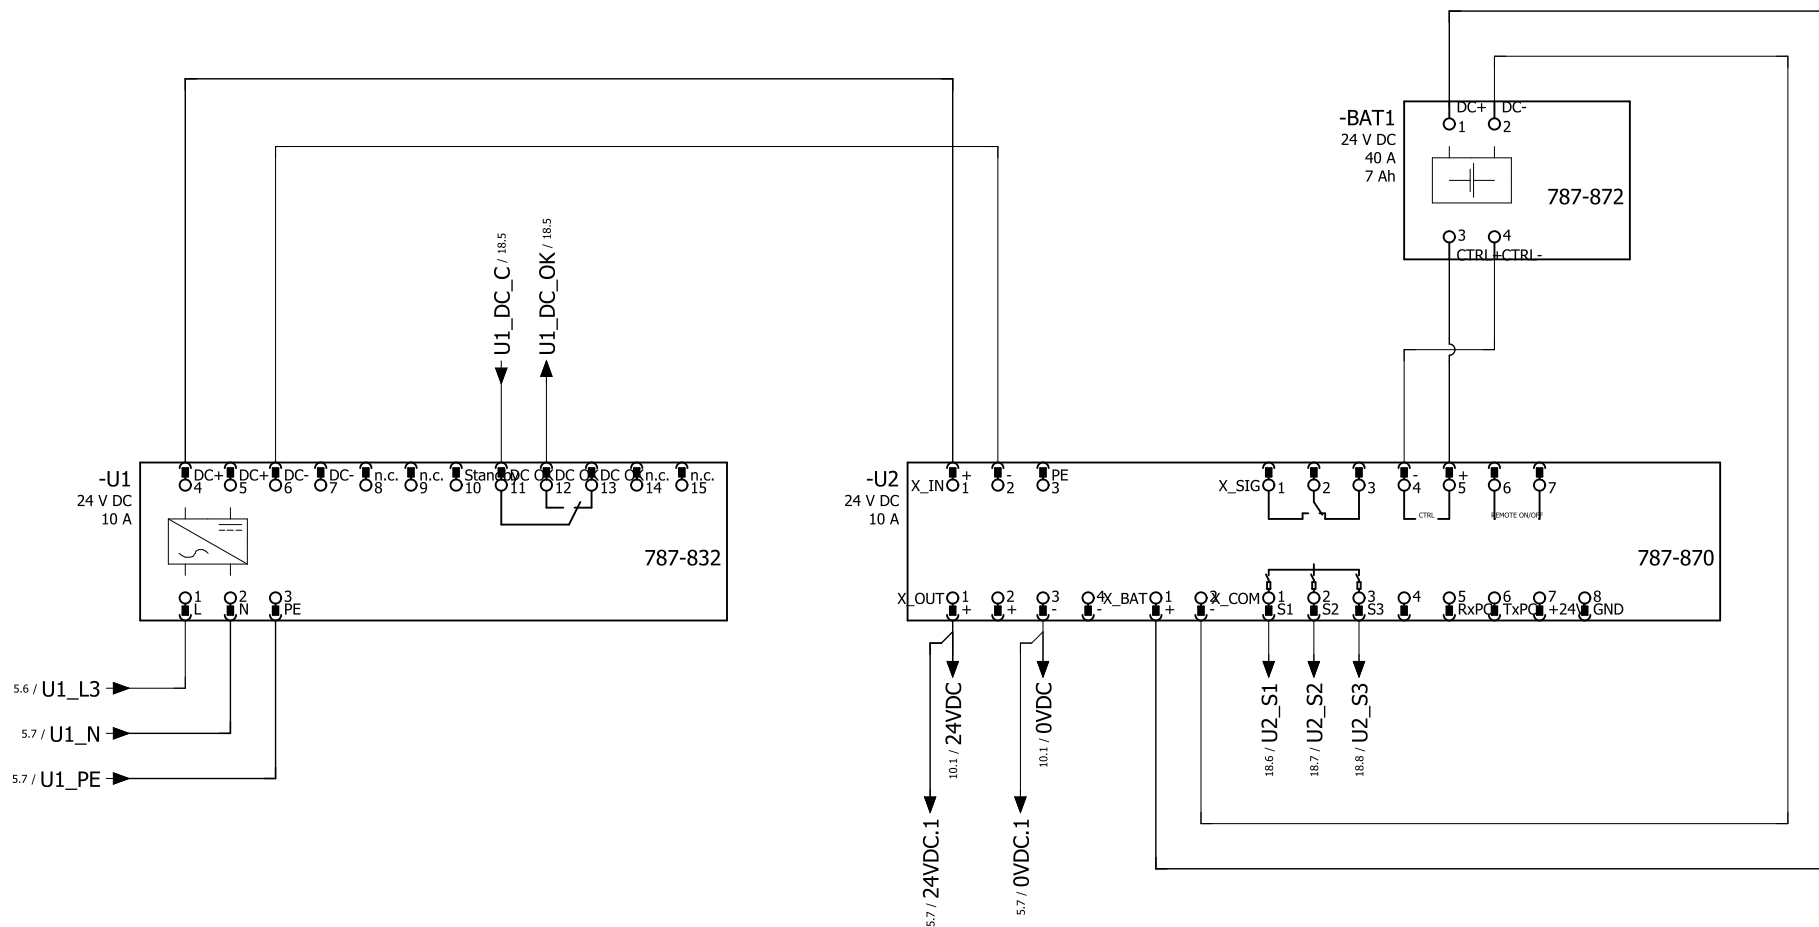 DC+ DC-
1 2
-BAT1
24 V DC
40 A
7 Ah
787-872
3 4
CTRL+ CTRL-
U1_DC_C / 18.5
U1_DC_OK / 18.5
-U1
24 V DC
10 A
DC+ DC+ DC- DC- n.c. n.c. DC OK DC OK DC OK n.c. n.c.
4 5 6 7 8 9 10 11 12 13 14 15
787-832
1 2 3
L N PE
5.6 / U1_L3
5.7 / U1_N
5.7 / U1_PE
-U2
24 V DC
10 A
+ - PE - +
X_IN 1 2 3 X_SIG 1 2 3 4 5 6 7
CTRL REMOTE ON/OFF
787-870
X_OUT 1 2 3 4 X_BAT 1 2 X_COM 1 2 3 4 5 6 7 8
+ + - - + - S1 S2 S3 RxPC TxPC +24V GND
10.1 / 24VDC
10.1 / 0VDC
18.6 / U2_S1
18.7 / U2_S2
18.8 / U2_S3
5.7 / 24VDC.1
5.7 / 0VDC.1